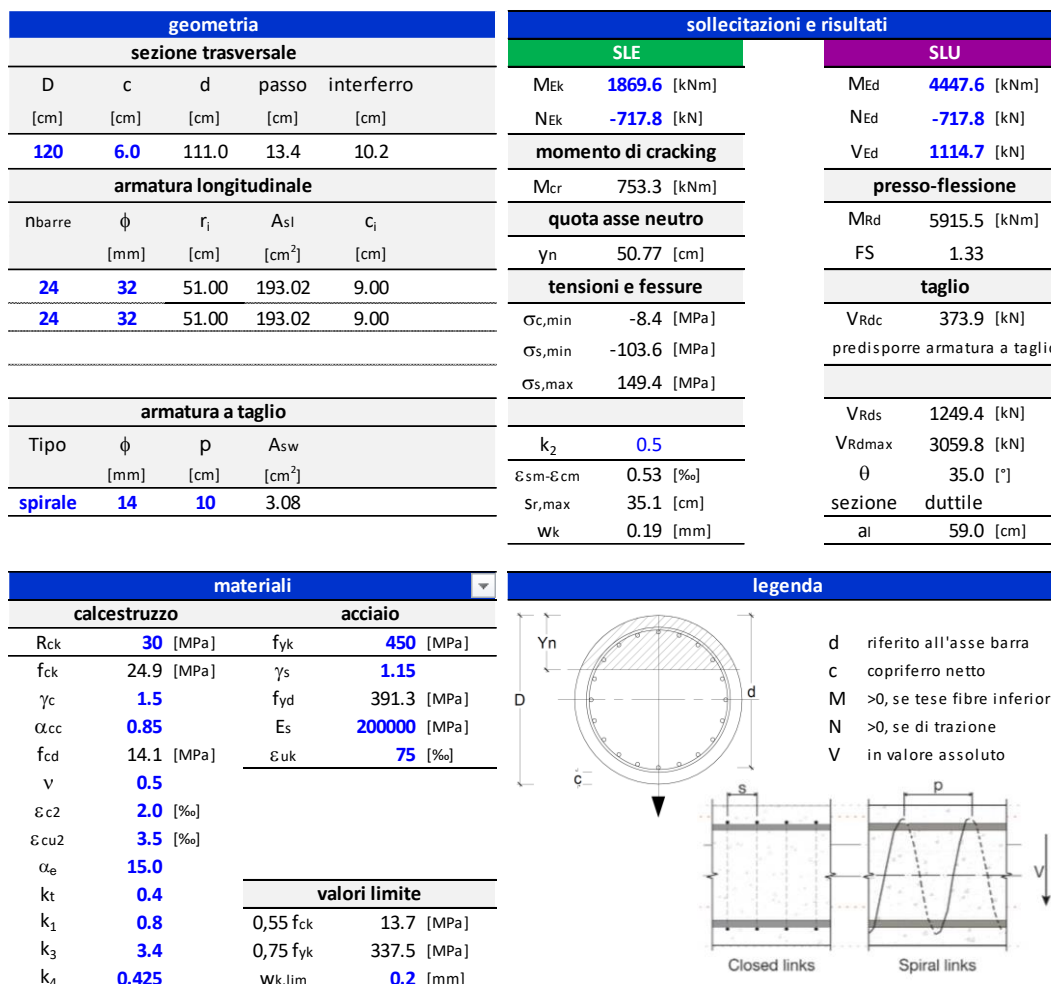 geometria
sezione trasversale
D c d passo interferro
[cm] [cm] [cm] [cm] [cm]
120 6.0 111.0 13.4 10.2
armatura longitudinale
nbarre ϕ ri Asl ci
[mm] [cm] [cm²] [cm]
24 32 51.00 193.02 9.00
24 32 51.00 193.02 9.00
armatura a taglio
Tipo ϕ p Asw
[mm] [cm] [cm²]
spirale 14 10 3.08
sollecitazioni e risultati
SLE
MEk 1869.6 [kNm]
NEk -717.8 [kN]
momento di cracking
Mcr 753.3 [kNm]
quota asse neutro
yn 50.77 [cm]
tensioni e fessure
σc,min -8.4 [MPa]
σs,min -103.6 [MPa]
σs,max 149.4 [MPa]
k2 0.5
εsm-εcm 0.53 [‰]
sr,max 35.1 [cm]
wk 0.19 [mm]
SLU
MEd 4447.6 [kNm]
NEd -717.8 [kN]
VEd 1114.7 [kN]
presso-flessione
MRd 5915.5 [kNm]
FS 1.33
taglio
VRdc 373.9 [kN]
predisporre armatura a taglio
VRds 1249.4 [kN]
VRdmax 3059.8 [kN]
θ 35.0 [°]
sezione duttile
al 59.0 [cm]
materiali
calcestruzzo
Rck 30 [MPa]
fck 24.9 [MPa]
γc 1.5
αcc 0.85
fcd 14.1 [MPa]
ν 0.5
εc2 2.0 [‰]
εcu2 3.5 [‰]
αe 15.0
kt 0.4
k1 0.8
k3 3.4
k4 0.425
acciaio
fyk 450 [MPa]
γs 1.15
fyd 391.3 [MPa]
Es 200000 [MPa]
εuk 75 [‰]
valori limite
0,55 fck 13.7 [MPa]
0,75 fyk 337.5 [MPa]
wk,lim 0.2 [mm]
legenda
Yn
D
d
c
d riferito all'asse barra
c copriferro netto
M >0, se tese fibre inferior
N >0, se di trazione
V in valore assoluto
s
p
V
Closed links
Spiral links